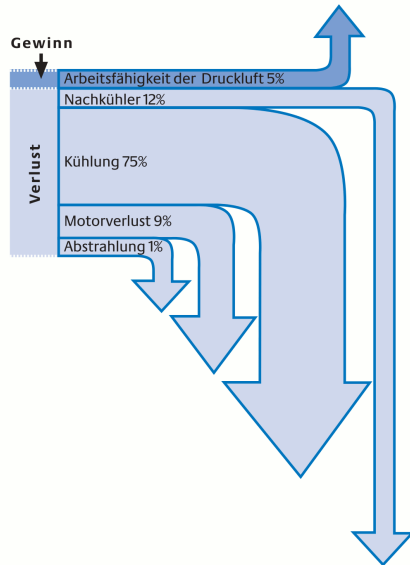 Gewinn
Arbeitsfähigkeit der Druckluft 5%
Nachkühler 12%
Verlust
Kühlung 75%
Motorverlust 9%
Abstrahlung 1%